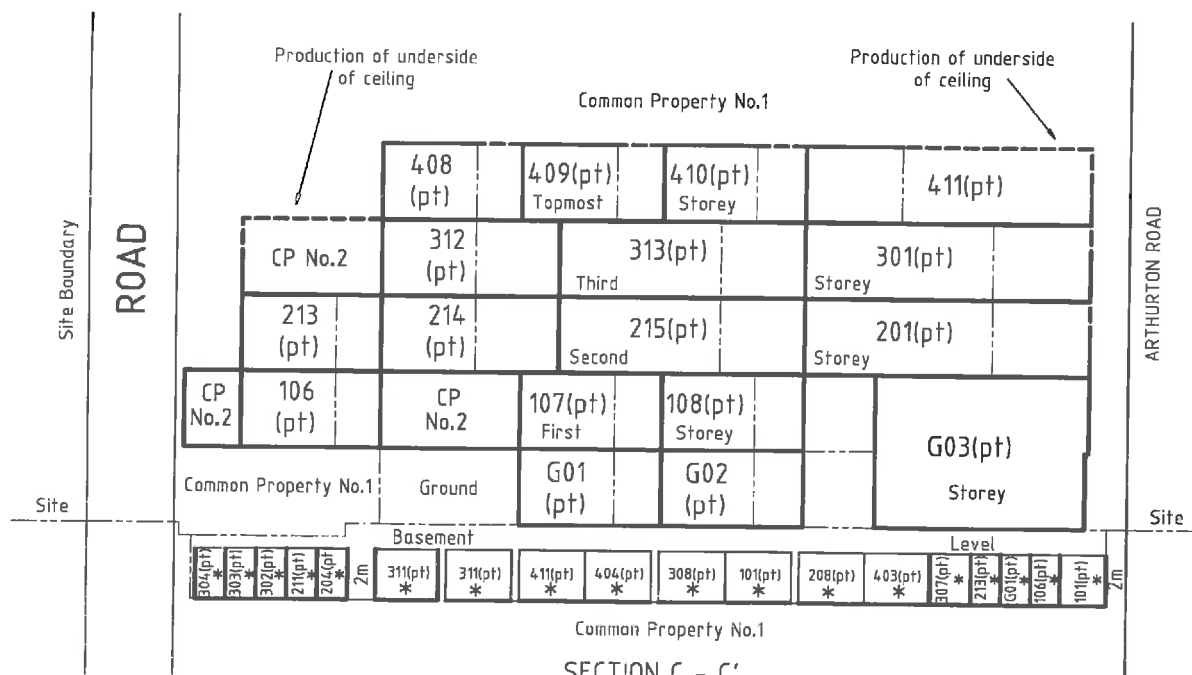 Production of underside
of ceiling
Production of underside
of ceiling
Common Property No.1
Site Boundary
ROAD
ARTHURTON ROAD
408
(pt)
409(pt)
Topmost
410(pt)
Storey
411(pt)
CP No.2
312
(pt)
313(pt)
Third
301(pt)
Storey
213
(pt)
214
(pt)
215(pt)
Second
201(pt)
Storey
CP
No.2
106
(pt)
CP
No.2
107(pt)
First
108(pt)
Storey
G03(pt)
Storey
Common Property No.1
Ground
G01
(pt)
G02
(pt)
Site
Site
Basement
Level
304(pt)*
303(pt)*
302(pt)*
211(pt)*
204(pt)*
2m
311(pt)
*
311(pt)
*
411(pt)
*
404(pt)
*
308(pt)
*
101(pt)
*
208(pt)
*
403(pt)
*
307(pt)*
213(pt)*
G01(pt)*
106(pt)*
101(pt)*
2m
Common Property No.1
SECTION C - C'